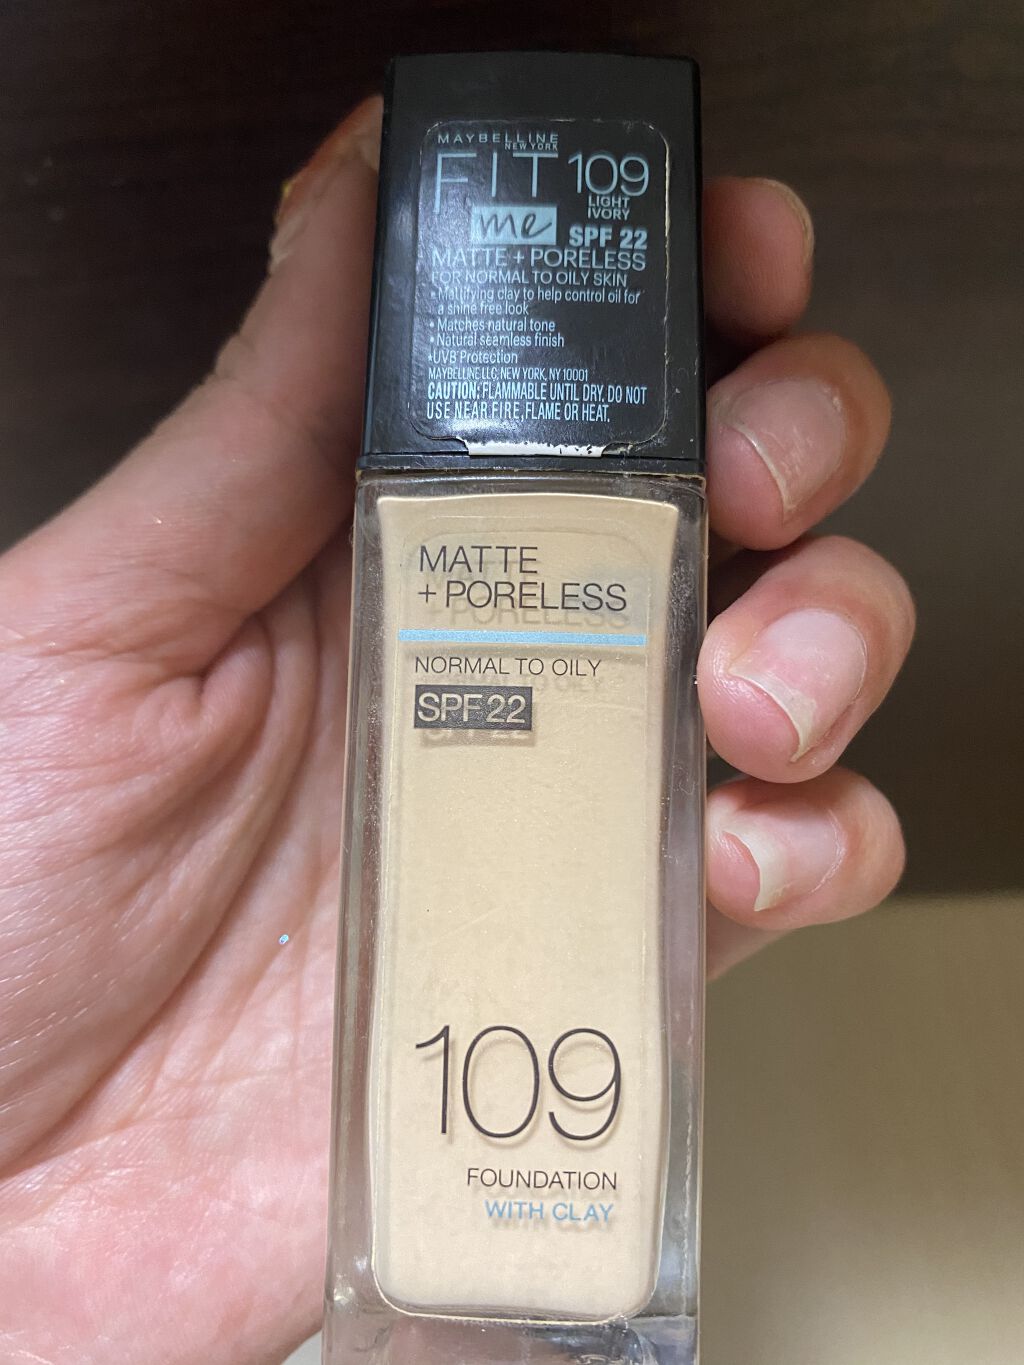 MAYBELLINE
NEW YORK
FIT 109
LIGHT
IVORY
me SPF 22
MATTE + PORELESS
FOR NORMAL TO OILY SKIN
• Mattifying clay to help control oil for
a shine free look
• Matches natural tone
• Natural seamless finish
•UVB Protection
MAYBELLINE LLC, NEW YORK, NY 10001
CAUTION: FLAMMABLE UNTIL DRY. DO NOT
USE NEAR FIRE, FLAME OR HEAT.
MATTE
+ PORELESS
NORMAL TO OILY
SPF 22
109
FOUNDATION
WITH CLAY